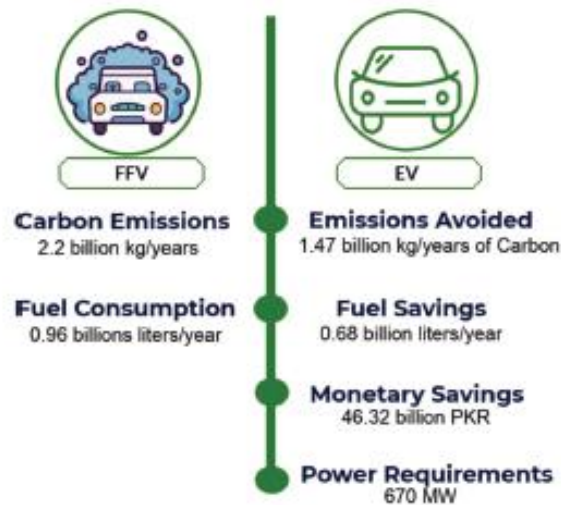 FFV
EV
Carbon Emissions
2.2 billion kg/years
Emissions Avoided
1.47 billion kg/years of Carbon
Fuel Consumption
0.96 billions liters/year
Fuel Savings
0.68 billion liters/year
Monetary Savings
46.32 billion PKR
Power Requirements
670 MW